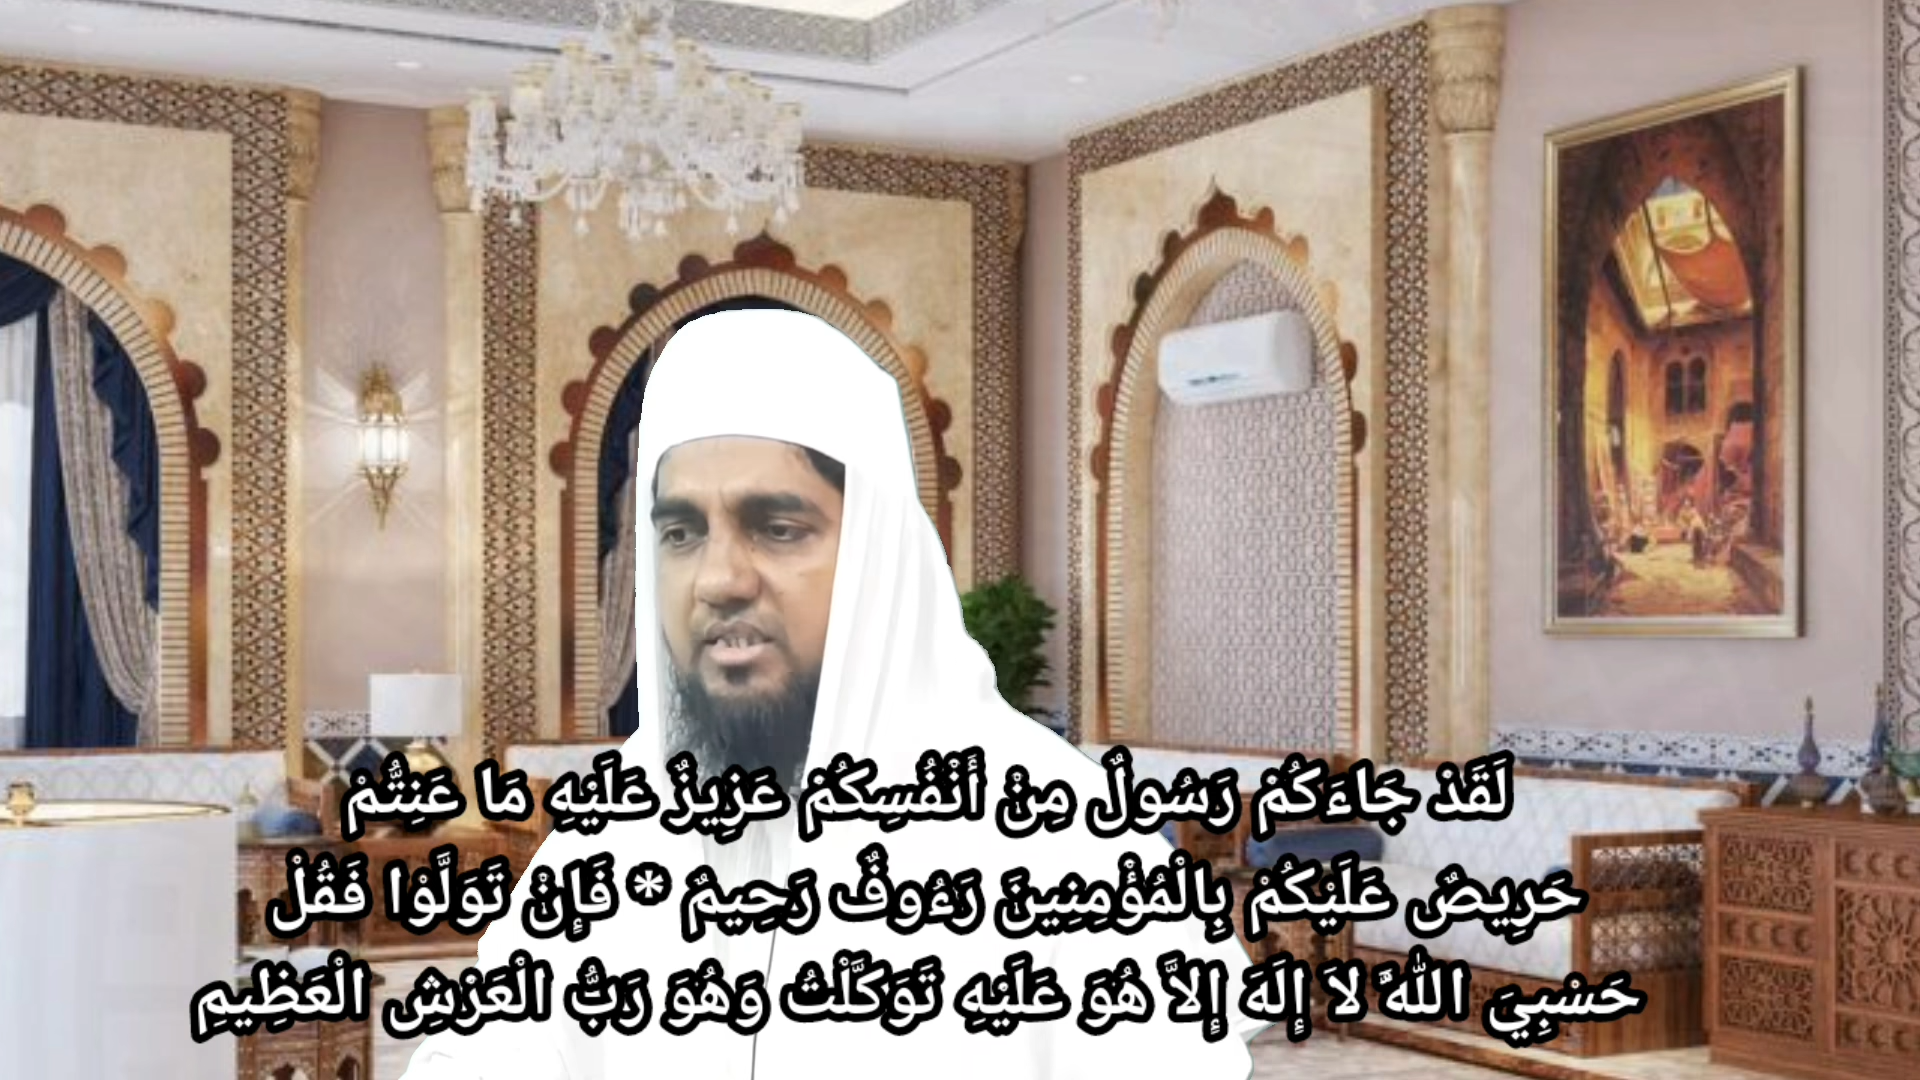 لَقَدْ جَاءَكُمْ رَسُولٌ مِنْ أَنْفُسِكُمْ عَزِيزٌ عَلَيْهِ مَا عَنِتُّمْ
حَرِيصٌ عَلَيْكُمْ بِالْمُؤْمِنِينَ رَءُوفٌ رَحِيمٌ * فَإِنْ تَوَلَّوْا فَقُلْ
حَسْبِيَ اللَّهُ لاَ إِلَهَ إِلاَّ هُوَ عَلَيْهِ تَوَكَّلْتُ وَهُوَ رَبُّ الْعَرْشِ الْعَظِيمِ